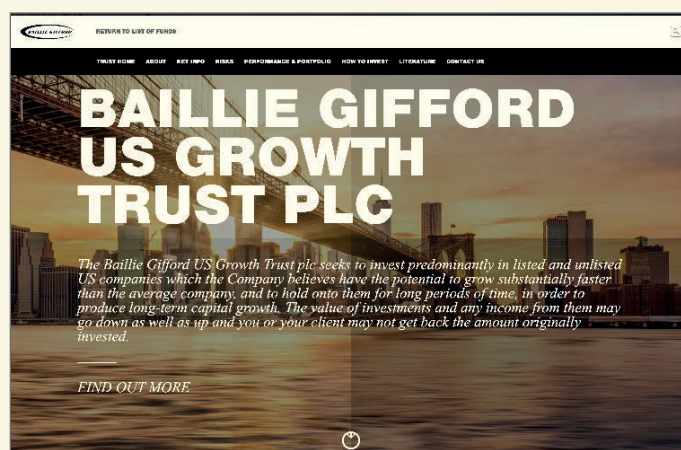 BAILLIE GIFFORD
RETURN TO LIST OF FUNDS
TRUST HOME ABOUT KEY INFO RISKS PERFORMANCE & PORTFOLIO HOW TO INVEST LITERATURE CONTACT US
BAILLIE GIFFORD
US GROWTH
TRUST PLC
The Baillie Gifford US Growth Trust plc seeks to invest predominantly in listed and unlisted
US companies which the Company believes have the potential to grow substantially faster
than the average company, and to hold onto them for long periods of time, in order to
produce long-term capital growth. The value of investments and any income from them may
go down as well as up and you or your client may not get back the amount originally
invested.
FIND OUT MORE